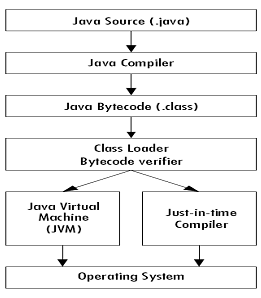 Java Source (.java)
Java Compiler
Java Bytecode (.class)
Class Loader
Bytecode verifier
Java Virtual
Machine
(JVM)
Just-in-time
Compiler
Operating System